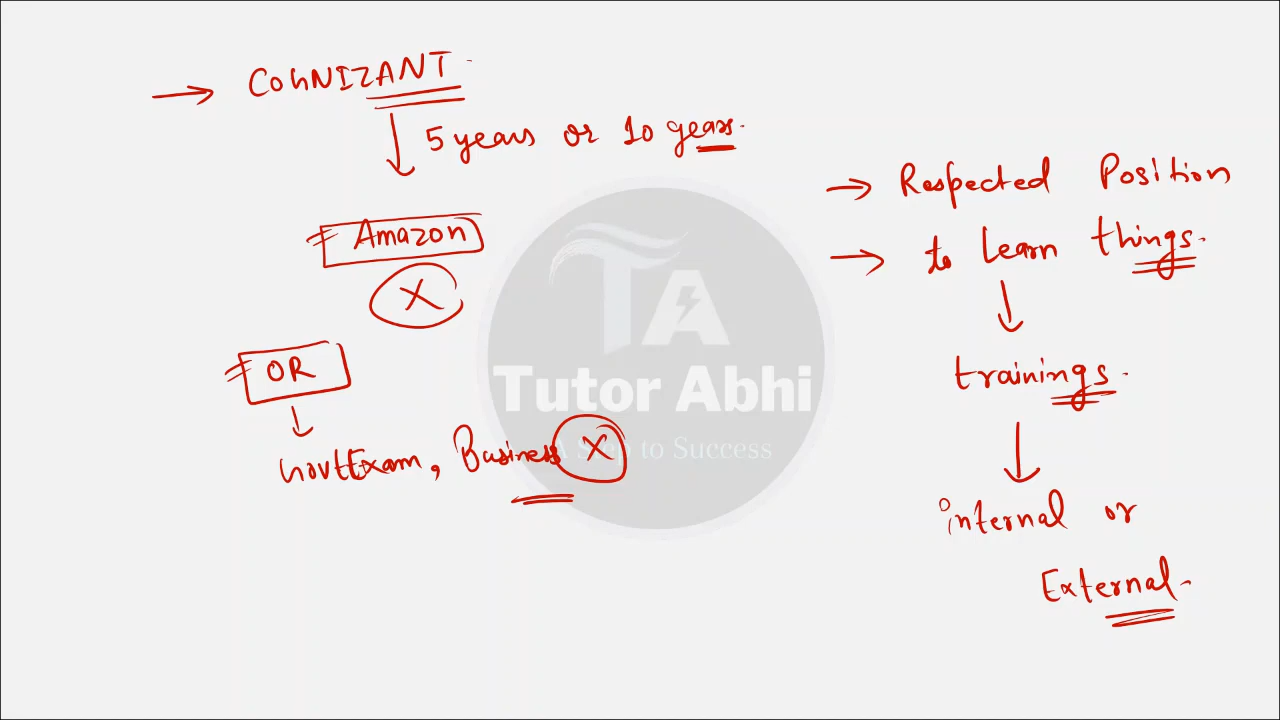 → COGNIZANT
5 years or 10 years.
Amazon
X
OR
GovtExam, Business X
→ Respected Position
→ to learn things.
trainings.
internal or
External.
TA
Tutor Abhi
A Step to Success